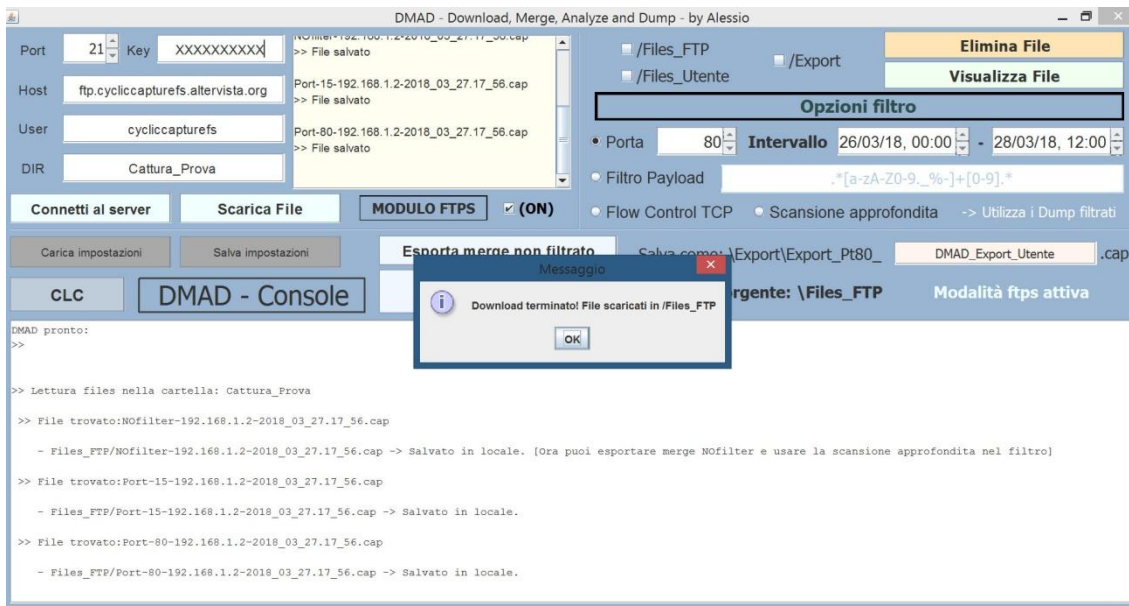 DMAD - Download, Merge, Analyze and Dump - by Alessio
Port 21 Key XXXXXXXXXX
Host ftp.cycliccapturefs.altervista.org
User cycliccapturefs
DIR Cattura_Prova
NOfilter-192.168.1.2-2018_03_27.17_56.cap
>> File salvato
Port-15-192.168.1.2-2018_03_27.17_56.cap
>> File salvato
Port-80-192.168.1.2-2018_03_27.17_56.cap
>> File salvato
/Files_FTP
/Files_Utente
/Export
Elimina File
Visualizza File
Opzioni filtro
Porta 80 Intervallo 26/03/18, 00:00 - 28/03/18, 12:00
Filtro Payload .*[a-zA-Z0-9._%-]+[0-9].*
Connetti al server Scarica File MODULO FTPS (ON)
Flow Control TCP Scansione approfondita -> Utilizza i Dump filtrati
Carica impostazioni Salva impostazioni Esporta merge non filtrato Salva come: \Export\Export_Pt80_ DMAD_Export_Utente .cap
CLC DMAD - Console
rgente: \Files_FTP Modalità ftps attiva
Messaggio
Download terminato! File scaricati in /Files_FTP
OK
DMAD pronto:
>>
>> Lettura files nella cartella: Cattura_Prova
>> File trovato:NOfilter-192.168.1.2-2018_03_27.17_56.cap
- Files_FTP/NOfilter-192.168.1.2-2018_03_27.17_56.cap -> Salvato in locale. [Ora puoi esportare merge NOfilter e usare la scansione approfondita nel filtro]
>> File trovato:Port-15-192.168.1.2-2018_03_27.17_56.cap
- Files_FTP/Port-15-192.168.1.2-2018_03_27.17_56.cap -> Salvato in locale.
>> File trovato:Port-80-192.168.1.2-2018_03_27.17_56.cap
- Files_FTP/Port-80-192.168.1.2-2018_03_27.17_56.cap -> Salvato in locale.